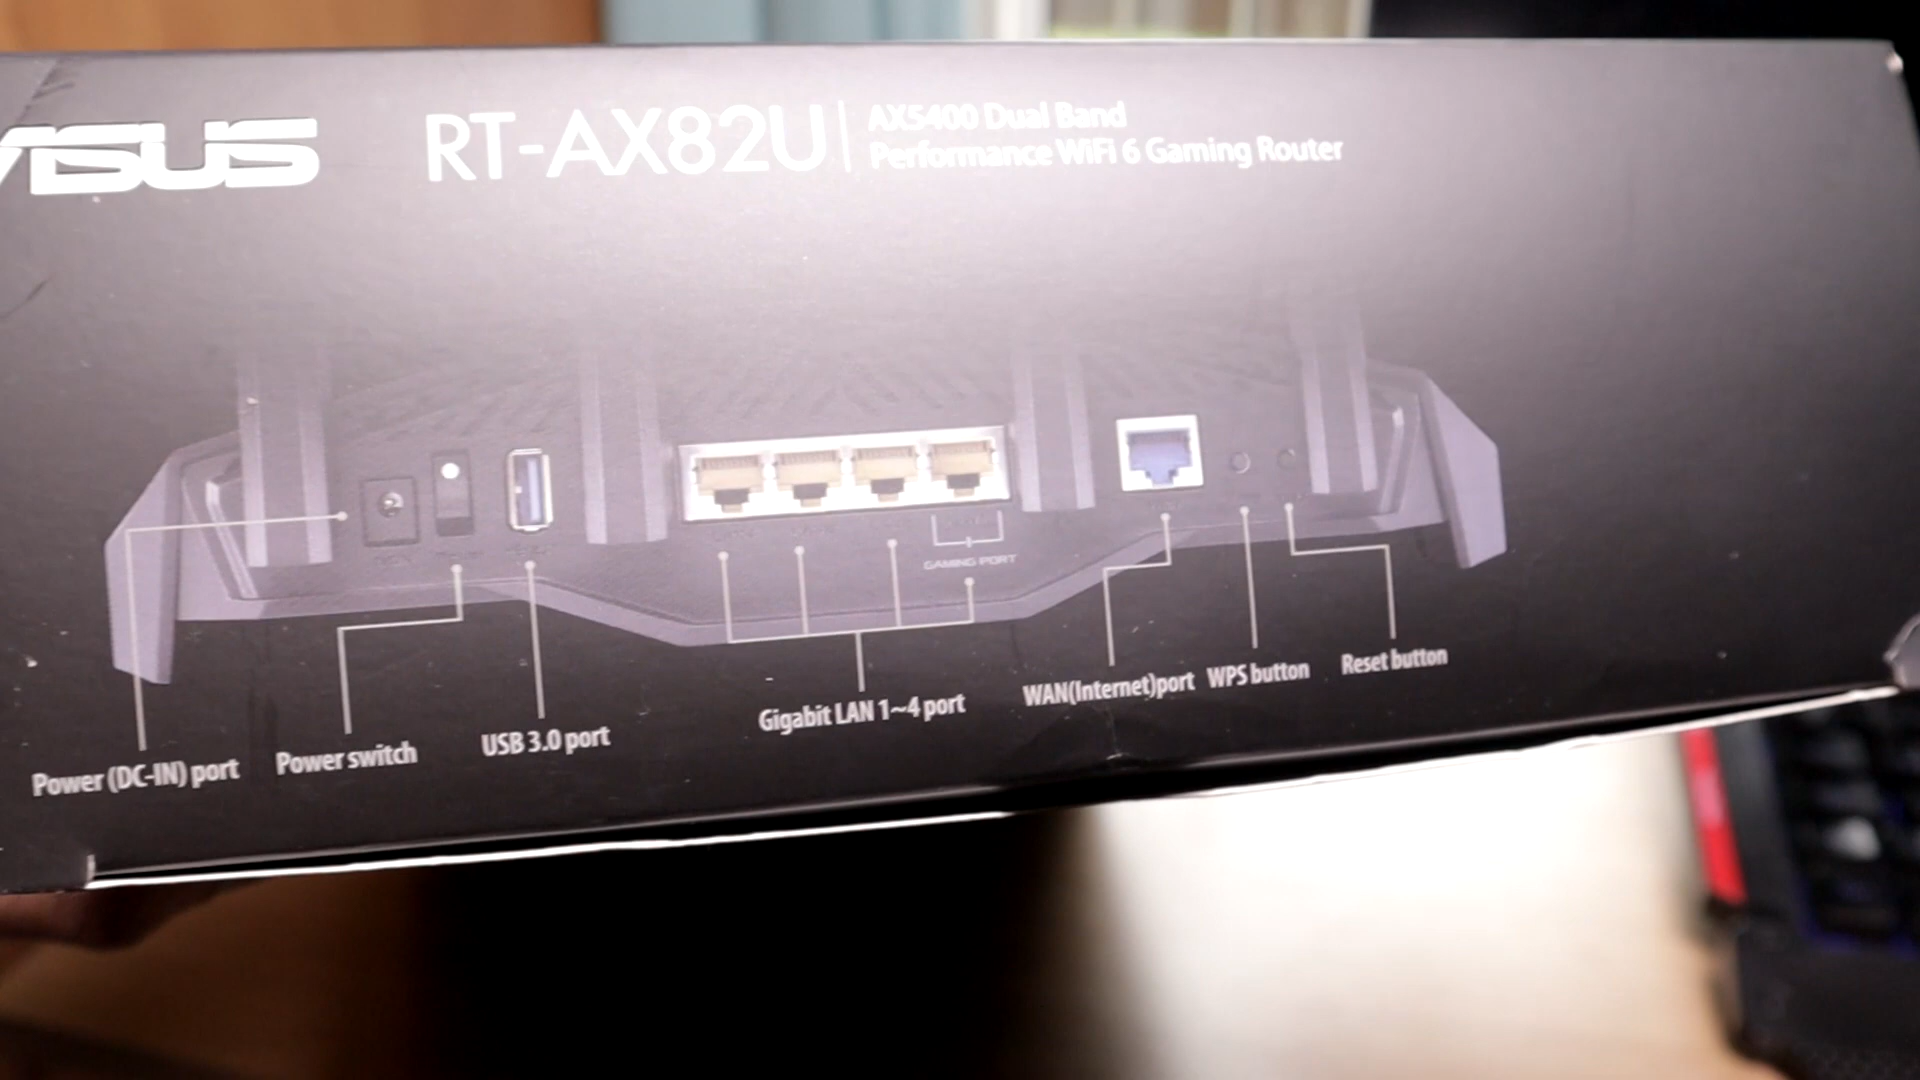 ASUS
RT-AX82U
AX5400 Dual Band
Performance WiFi 6 Gaming Router
GAMING PORT
Power (DC-IN) port
Power switch
USB 3.0 port
Gigabit LAN 1~4 port
WAN(Internet)port
WPS button
Reset button